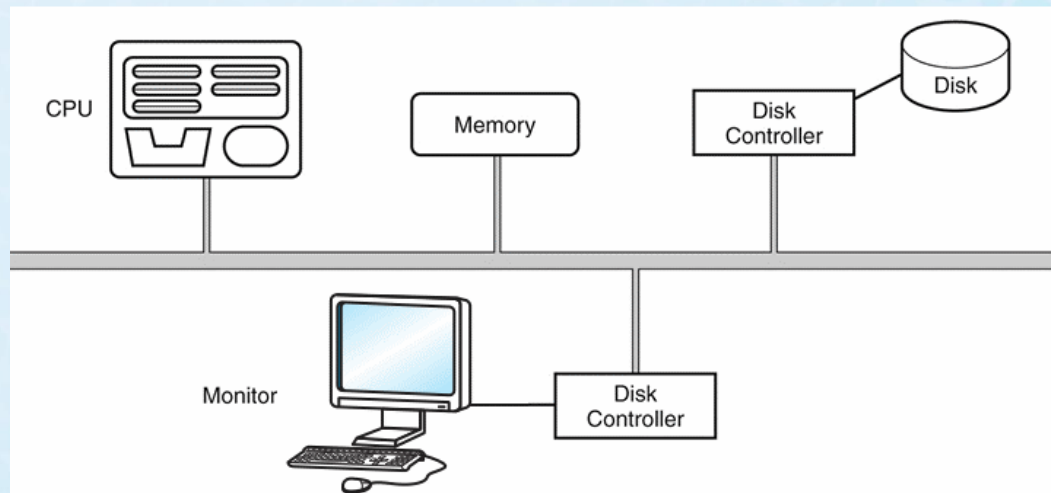 CPU
Memory
Disk
Controller
Disk
Monitor
Disk
Controller